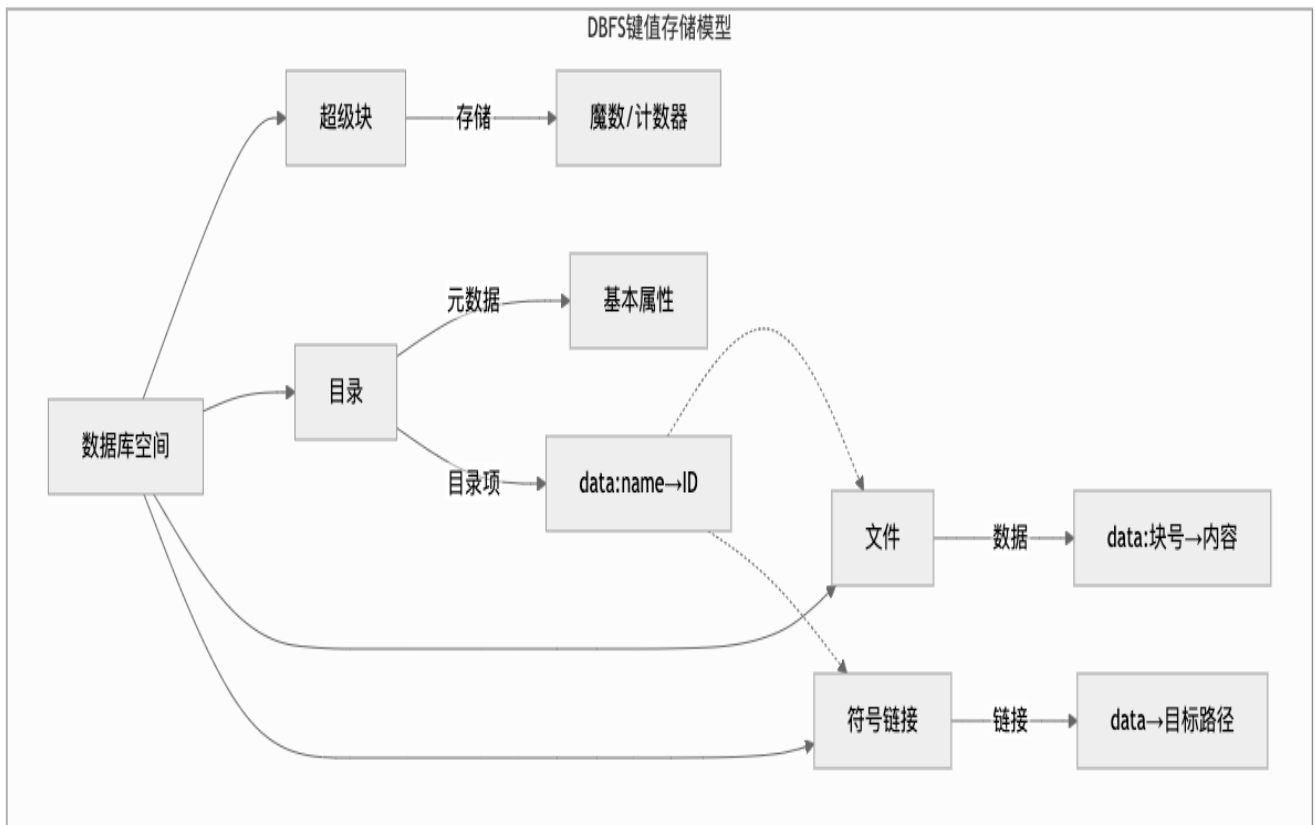 DBFS键值存储模型
超级块
存储
魔数/计数器
元数据
基本属性
目录
数据库空间
目录项
data:name→ID
文件
数据
data:块号→内容
符号链接
链接
data→目标路径